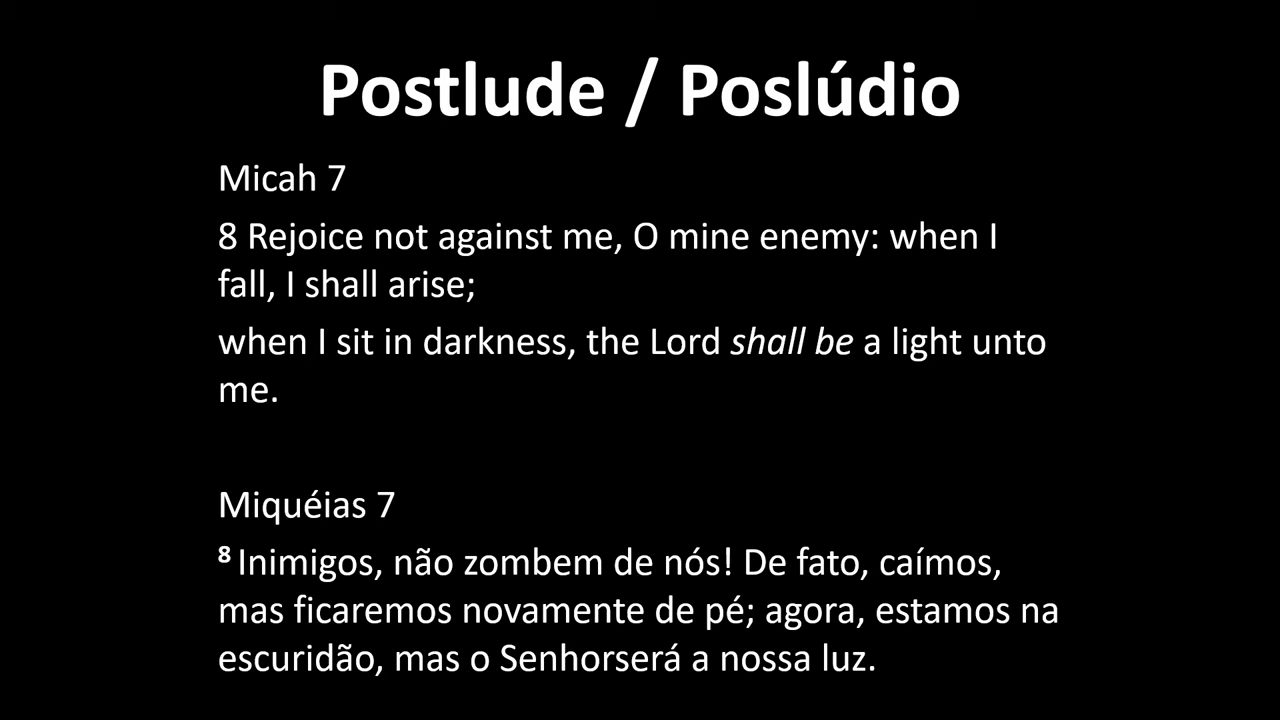 Postlude / Poslúdio
Micah 7
8 Rejoice not against me, O mine enemy: when I
fall, I shall arise;
when I sit in darkness, the Lord shall be a light unto
me.
Miquéias 7
8 Inimigos, não zombem de nós! De fato, caímos,
mas ficaremos novamente de pé; agora, estamos na
escuridão, mas o Senhorserá a nossa luz.